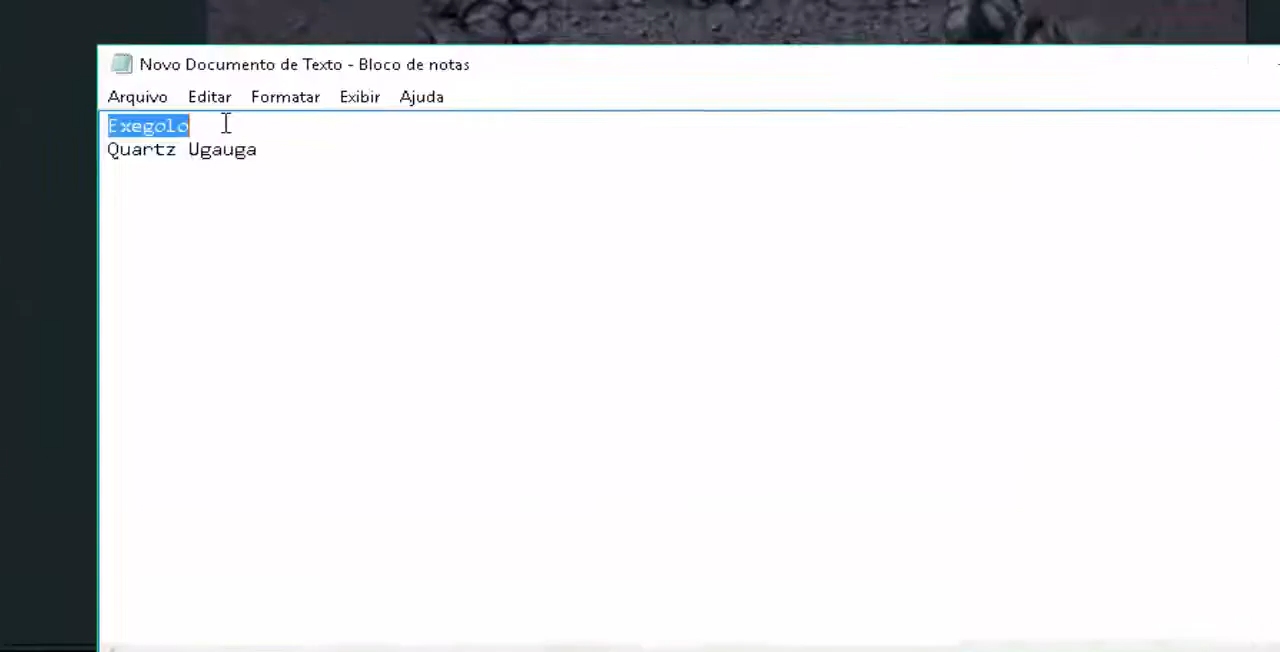 Novo Documento de Texto - Bloco de notas
Arquivo Editar Formatar Exibir Ajuda
Exegolo
Quartz Ugauga